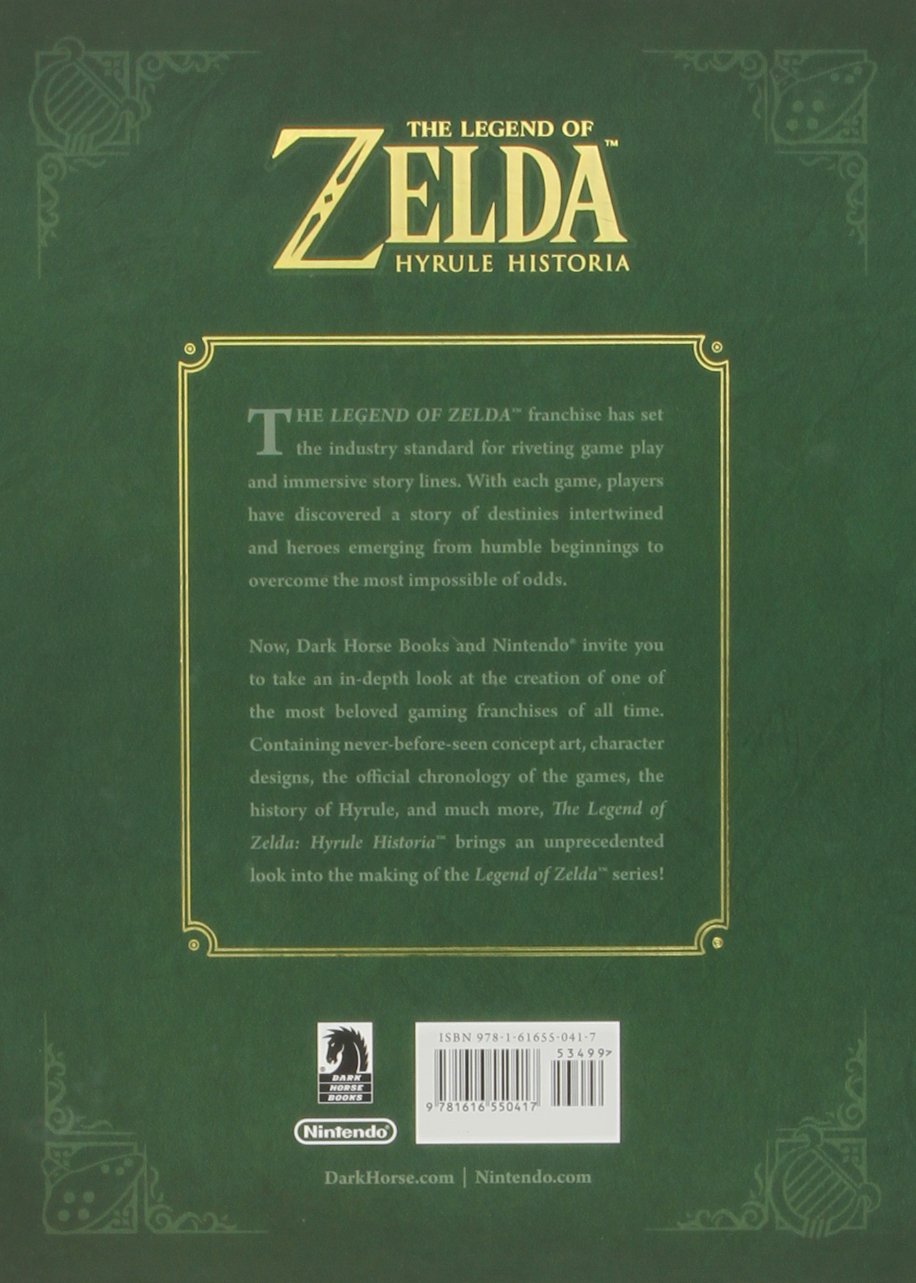 THE LEGEND OF
ZELDA™
HYRULE HISTORIA
THE LEGEND OF ZELDA™ franchise has set
the industry standard for riveting game play
and immersive story lines. With each game, players
have discovered a story of destinies intertwined
and heroes emerging from humble beginnings to
overcome the most impossible of odds.
Now, Dark Horse Books and Nintendo® invite you
to take an in-depth look at the creation of one of
the most beloved gaming franchises of all time.
Containing never-before-seen concept art, character
designs, the official chronology of the games, the
history of Hyrule, and much more, The Legend of
Zelda: Hyrule Historia™ brings an unprecedented
look into the making of the Legend of Zelda™ series!
DARK
HORSE
BOOKS
®
Nintendo®
ISBN 978-1-61655-041-7
53499>
9 781616 550417
DarkHorse.com | Nintendo.com